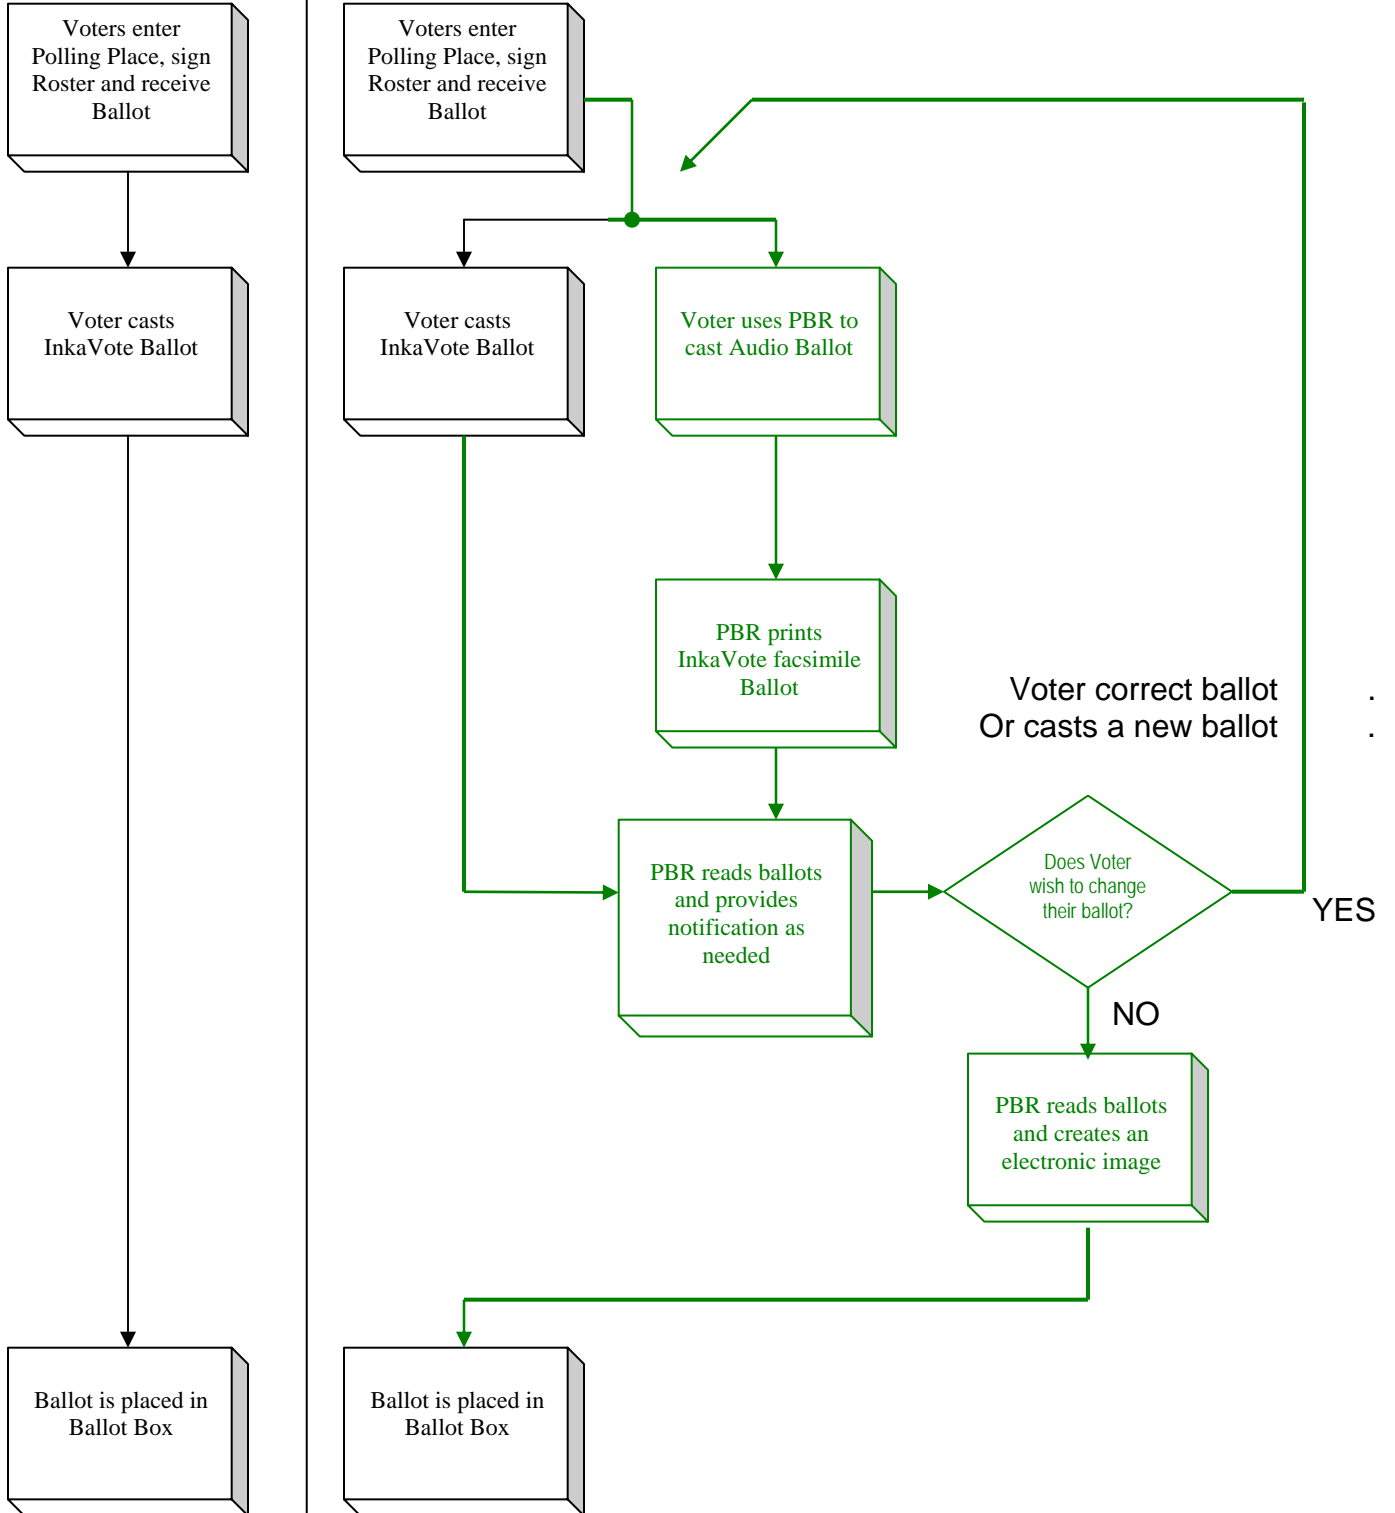 Voters enter
Polling Place, sign
Roster and receive
Ballot
Voters enter
Polling Place, sign
Roster and receive
Ballot
Voter casts
InkaVote Ballot
Voter casts
InkaVote Ballot
Voter uses PBR to
cast Audio Ballot
PBR prints
InkaVote facsimile
Ballot
Voter correct ballot .
Or casts a new ballot .
PBR reads ballots
and provides
notification as
needed
Does Voter
wish to change
their ballot?
YES
NO
PBR reads ballots
and creates an
electronic image
Ballot is placed in
Ballot Box
Ballot is placed in
Ballot Box